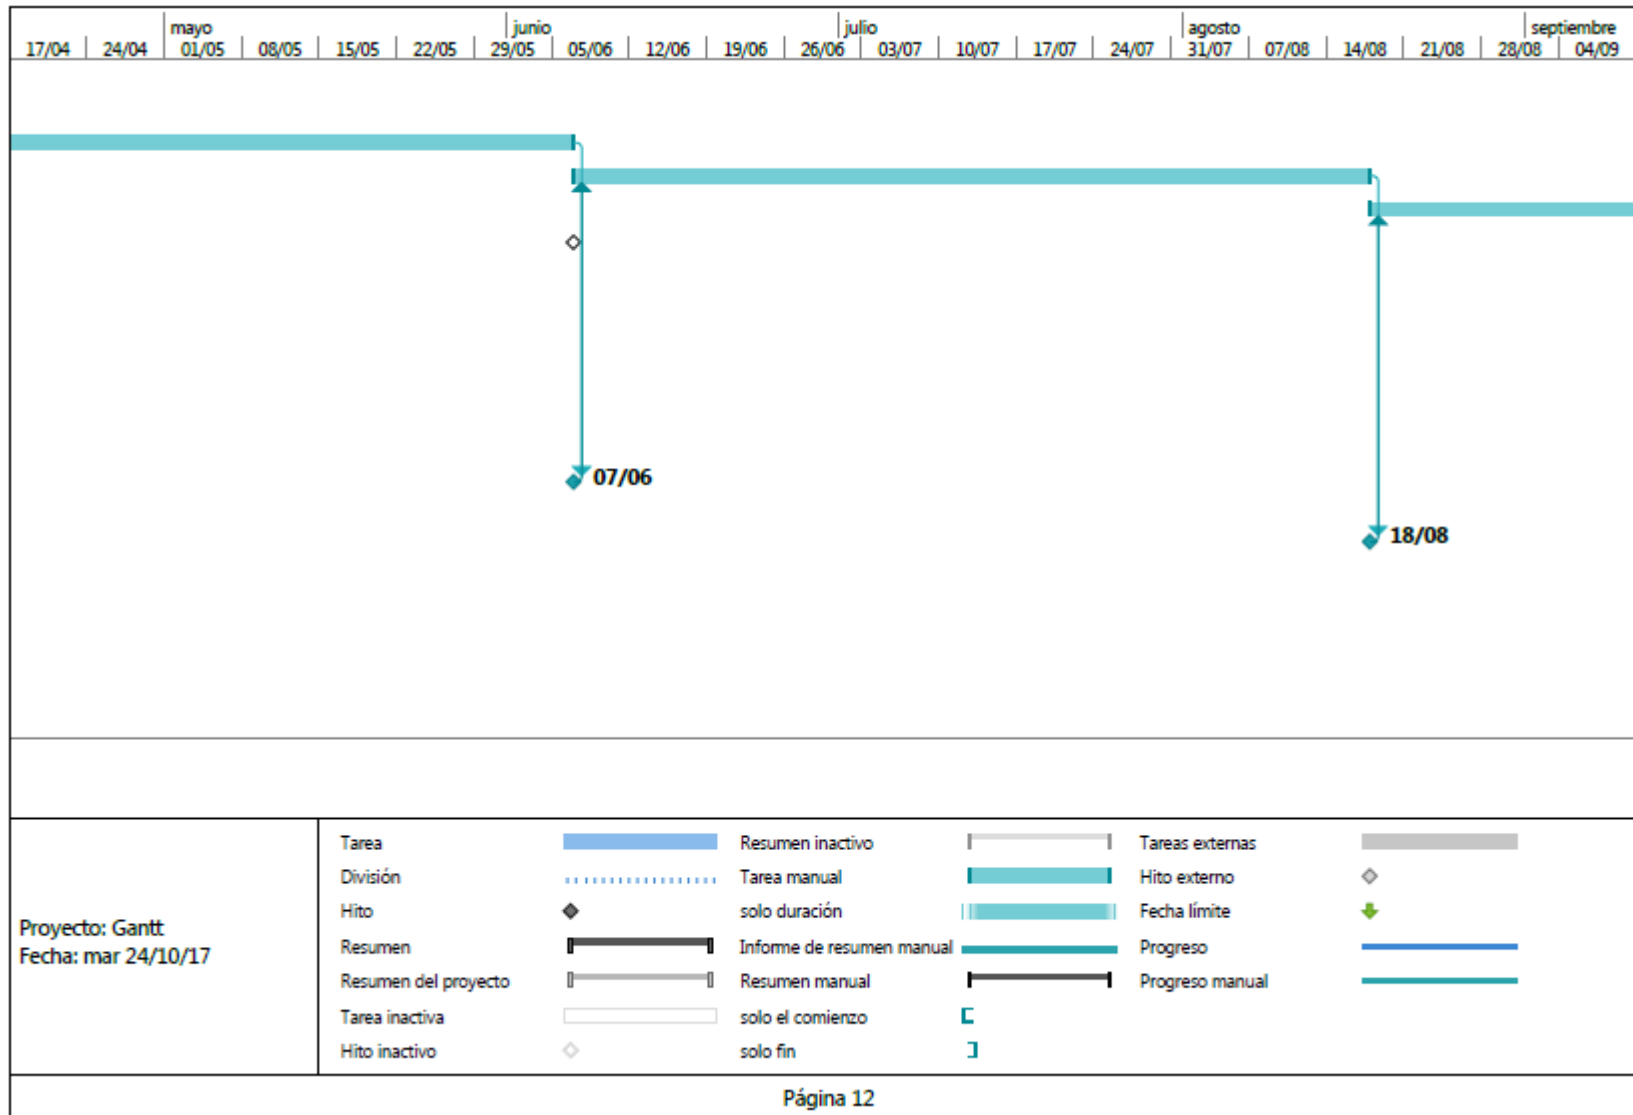 mayo junio julio agosto septiembre
17/04 24/04 01/05 08/05 15/05 22/05 29/05 05/06 12/06 19/06 26/06 03/07 10/07 17/07 24/07 31/07 07/08 14/08 21/08 28/08 04/09
07/06
18/08
Proyecto: Gantt
Fecha: mar 24/10/17
Tarea
División
Hito
Resumen
Resumen del proyecto
Tarea inactiva
Hito inactivo
Resumen inactivo
Tarea manual
solo duración
Informe de resumen manual
Resumen manual
solo el comienzo
solo fin
Tareas externas
Hito externo
Fecha límite
Progreso
Progreso manual
Página 12